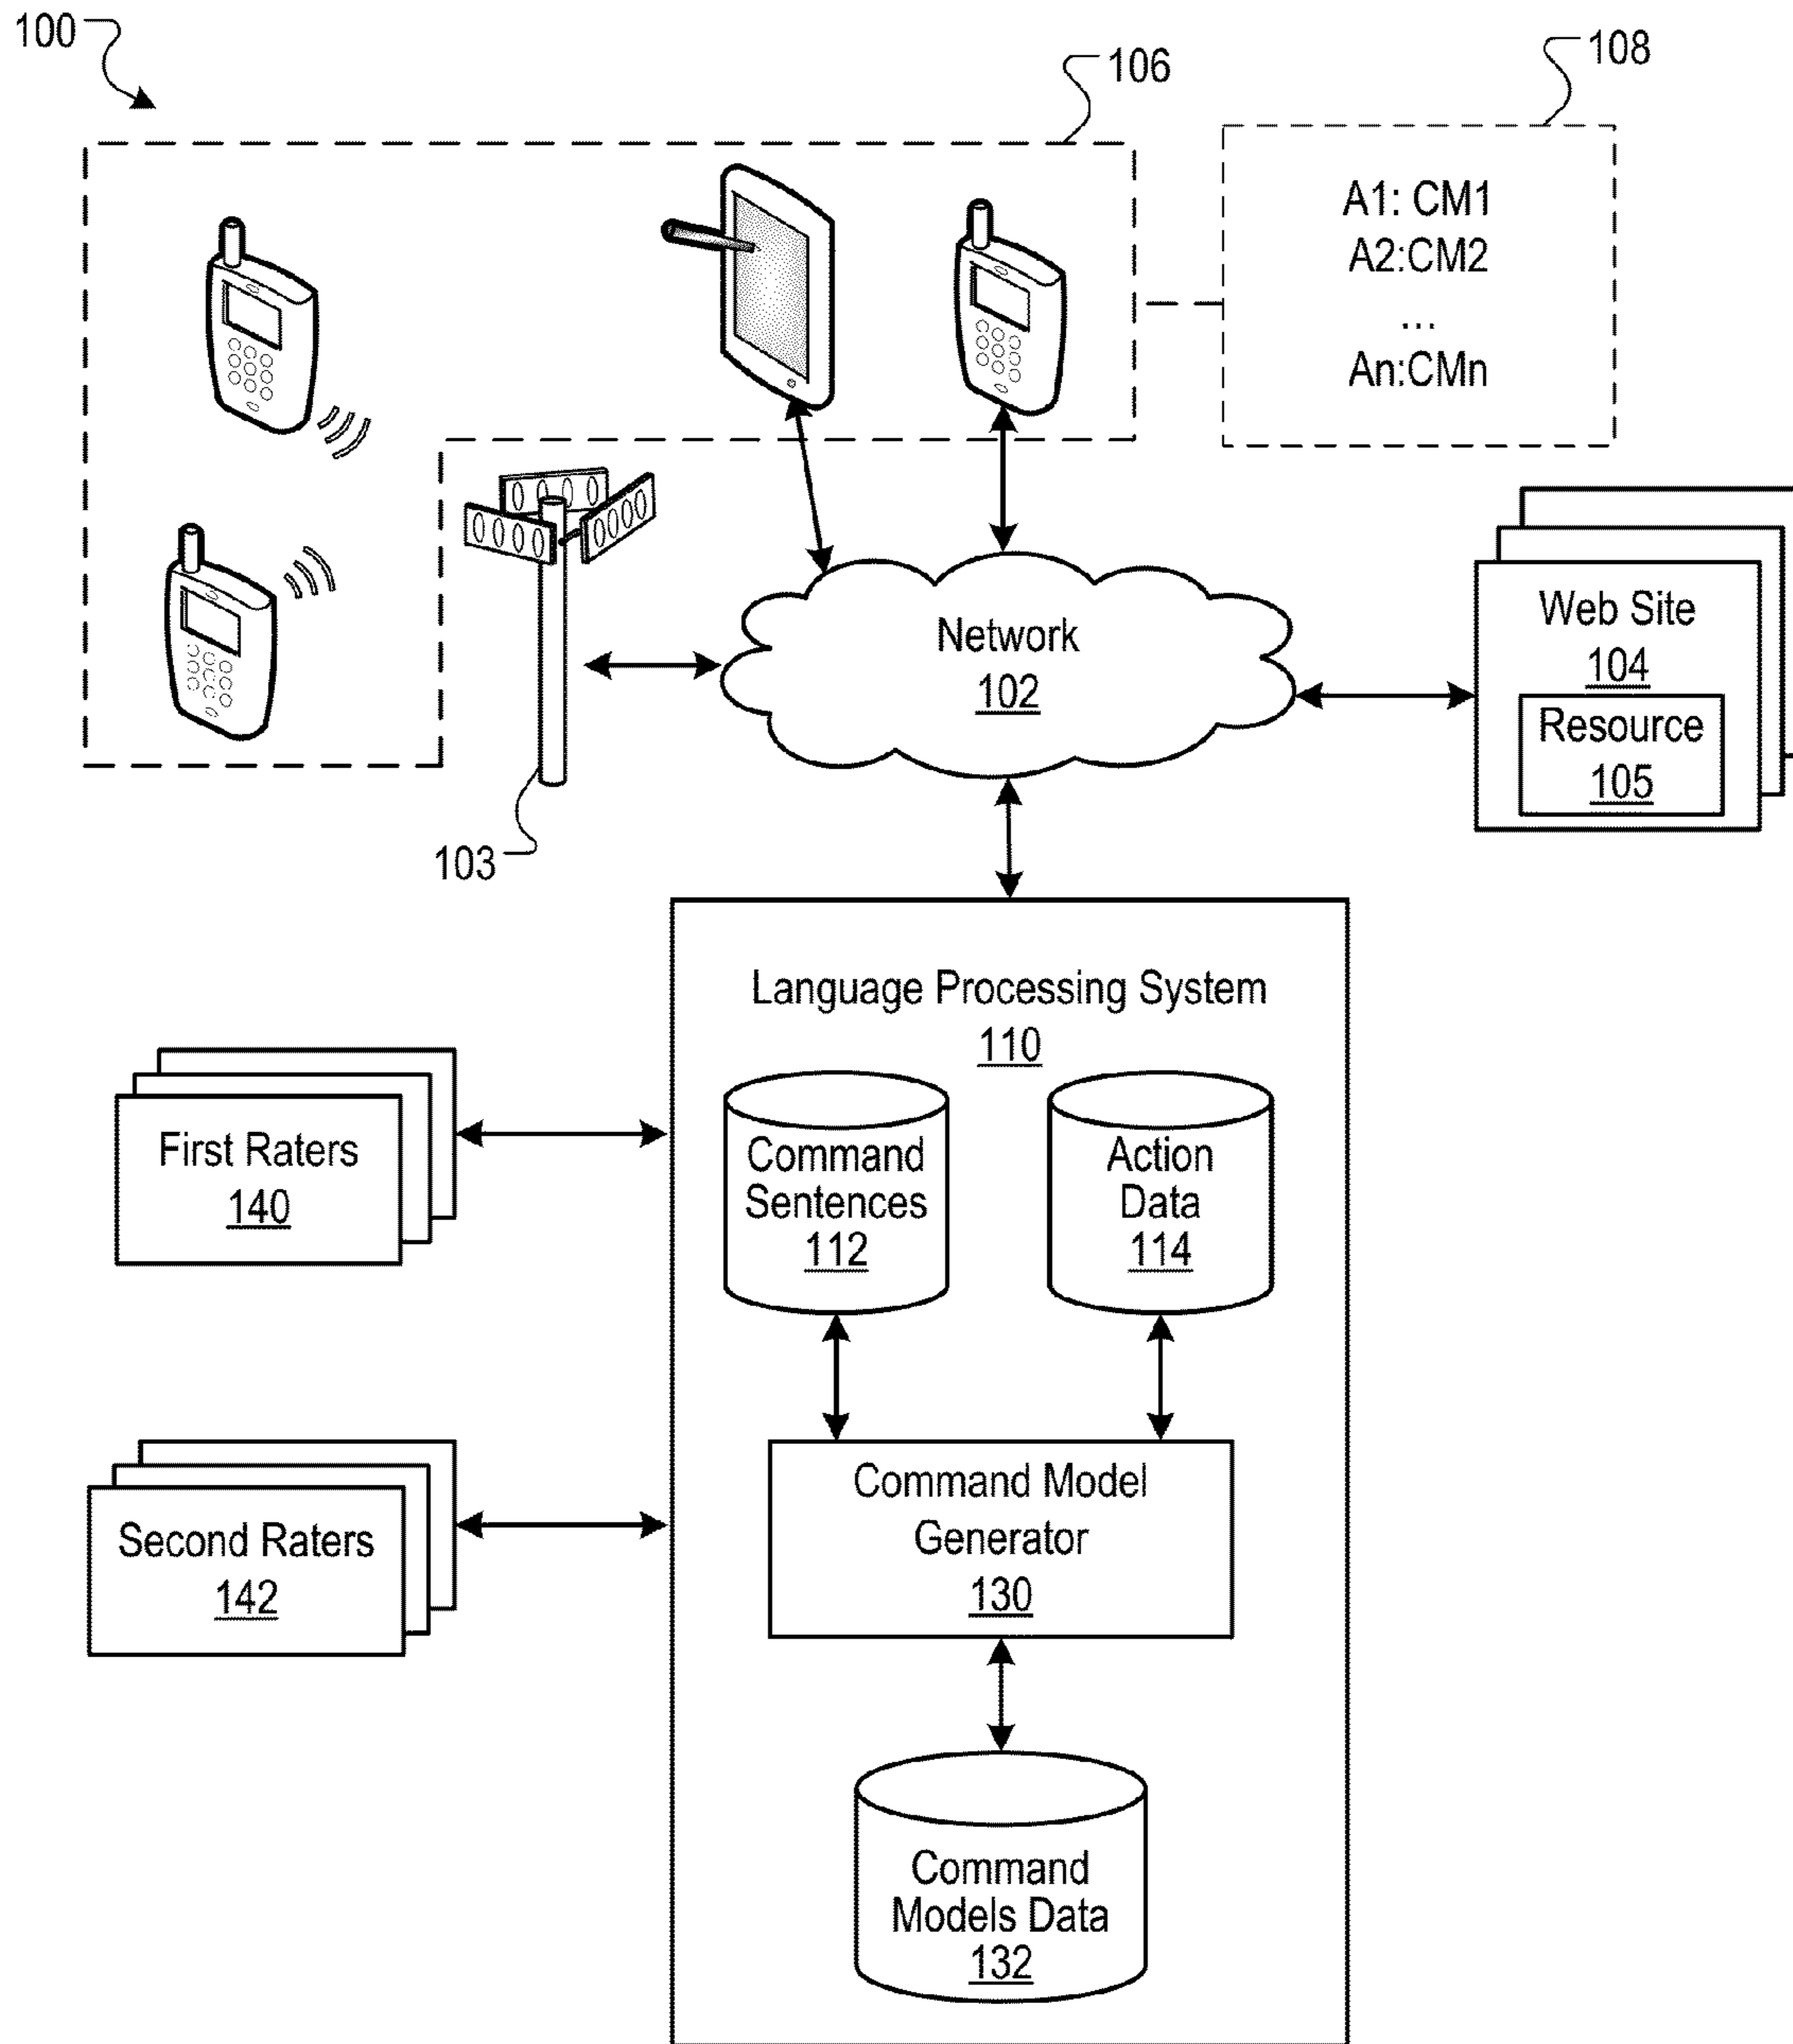 100
106
108
A1: CM1
A2:CM2
...
An:CMn
Network
102
Web Site
104
Resource
105
103
Language Processing System
110
First Raters
140
Command
Sentences
112
Action
Data
114
Second Raters
142
Command Model
Generator
130
Command
Models Data
132